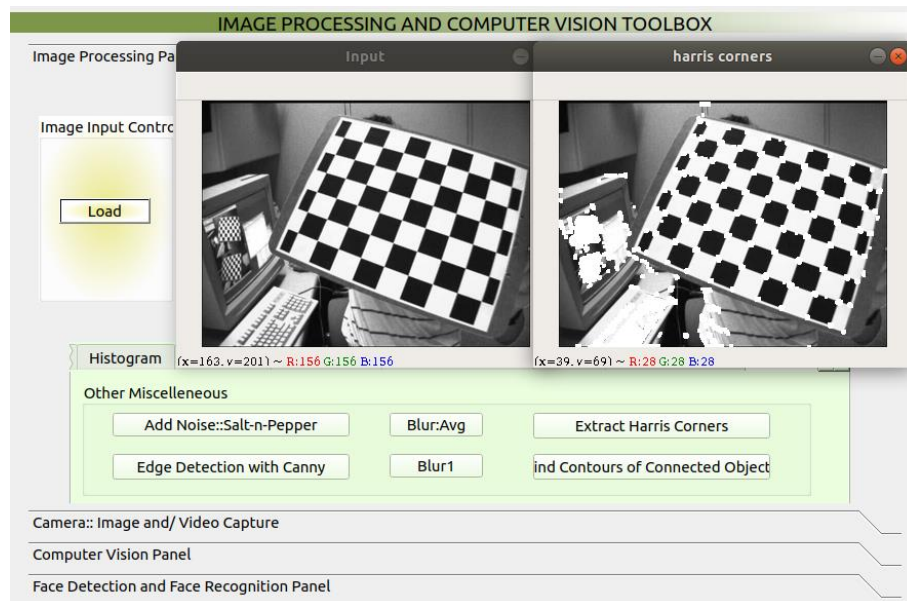 IMAGE PROCESSING AND COMPUTER VISION TOOLBOX
Image Processing Pa
Input
harris corners
Image Input Contro
Load
(x=163, y=201) ~ R:156 G:156 B:156
(x=39, y=69) ~ R:28 G:28 B:28
Histogram
Other Miscelleneous
Add Noise::Salt-n-Pepper
Blur:Avg
Extract Harris Corners
Edge Detection with Canny
Blur1
ind Contours of Connected Object
Camera:: Image and/ Video Capture
Computer Vision Panel
Face Detection and Face Recognition Panel